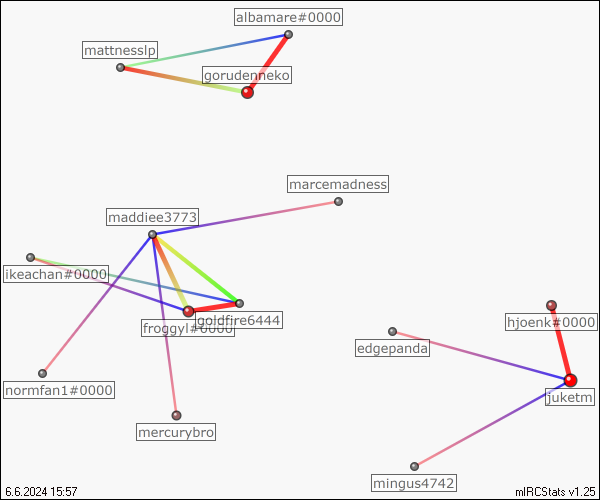 albamare#0000
mattnesslp
gorudenneko
marcemadness
maddiee3773
ikeachan#0000
goldfire6444
froggyl#0000
hjoenk#0000
edgepanda
normfan1#0000
juketm
mercurybro
mingus4742
6.6.2024 15:57
mIRCStats v1.25